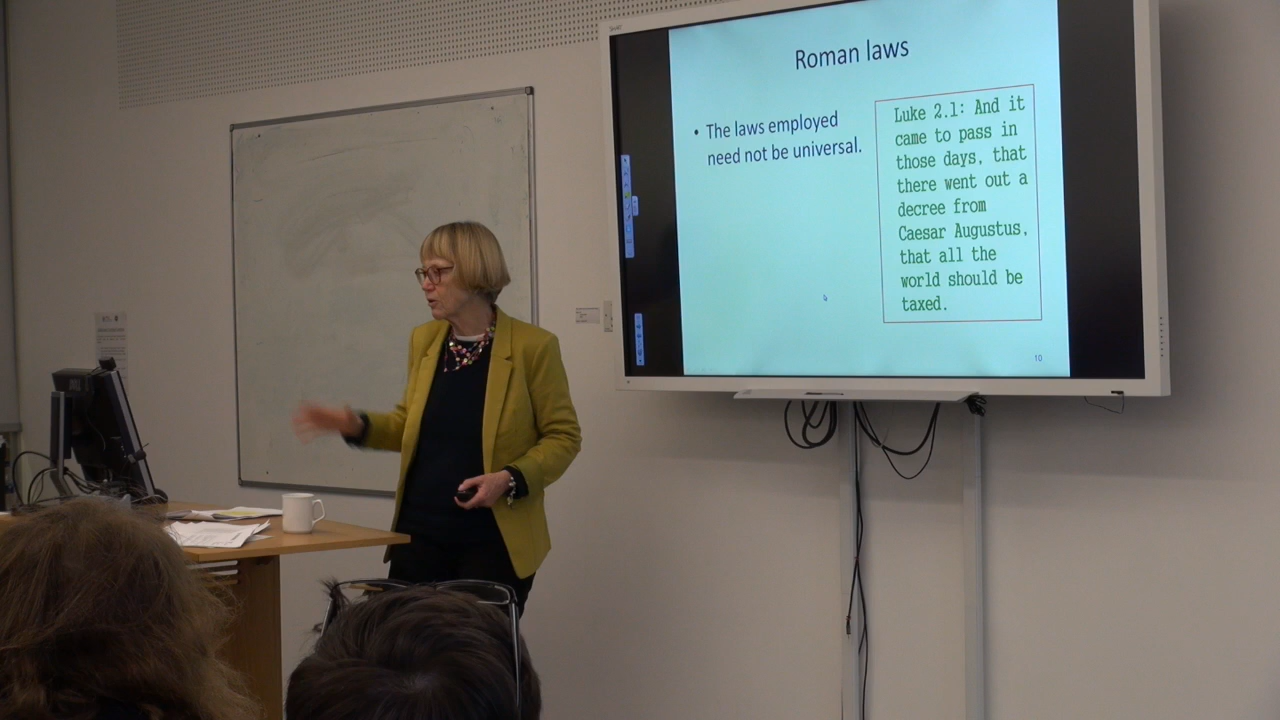 Roman laws
• The laws employed
need not be universal.
Luke 2.1: And it
came to pass in
those days, that
there went out a
decree from
Caesar Augustus,
that all the
world should be
taxed.
10